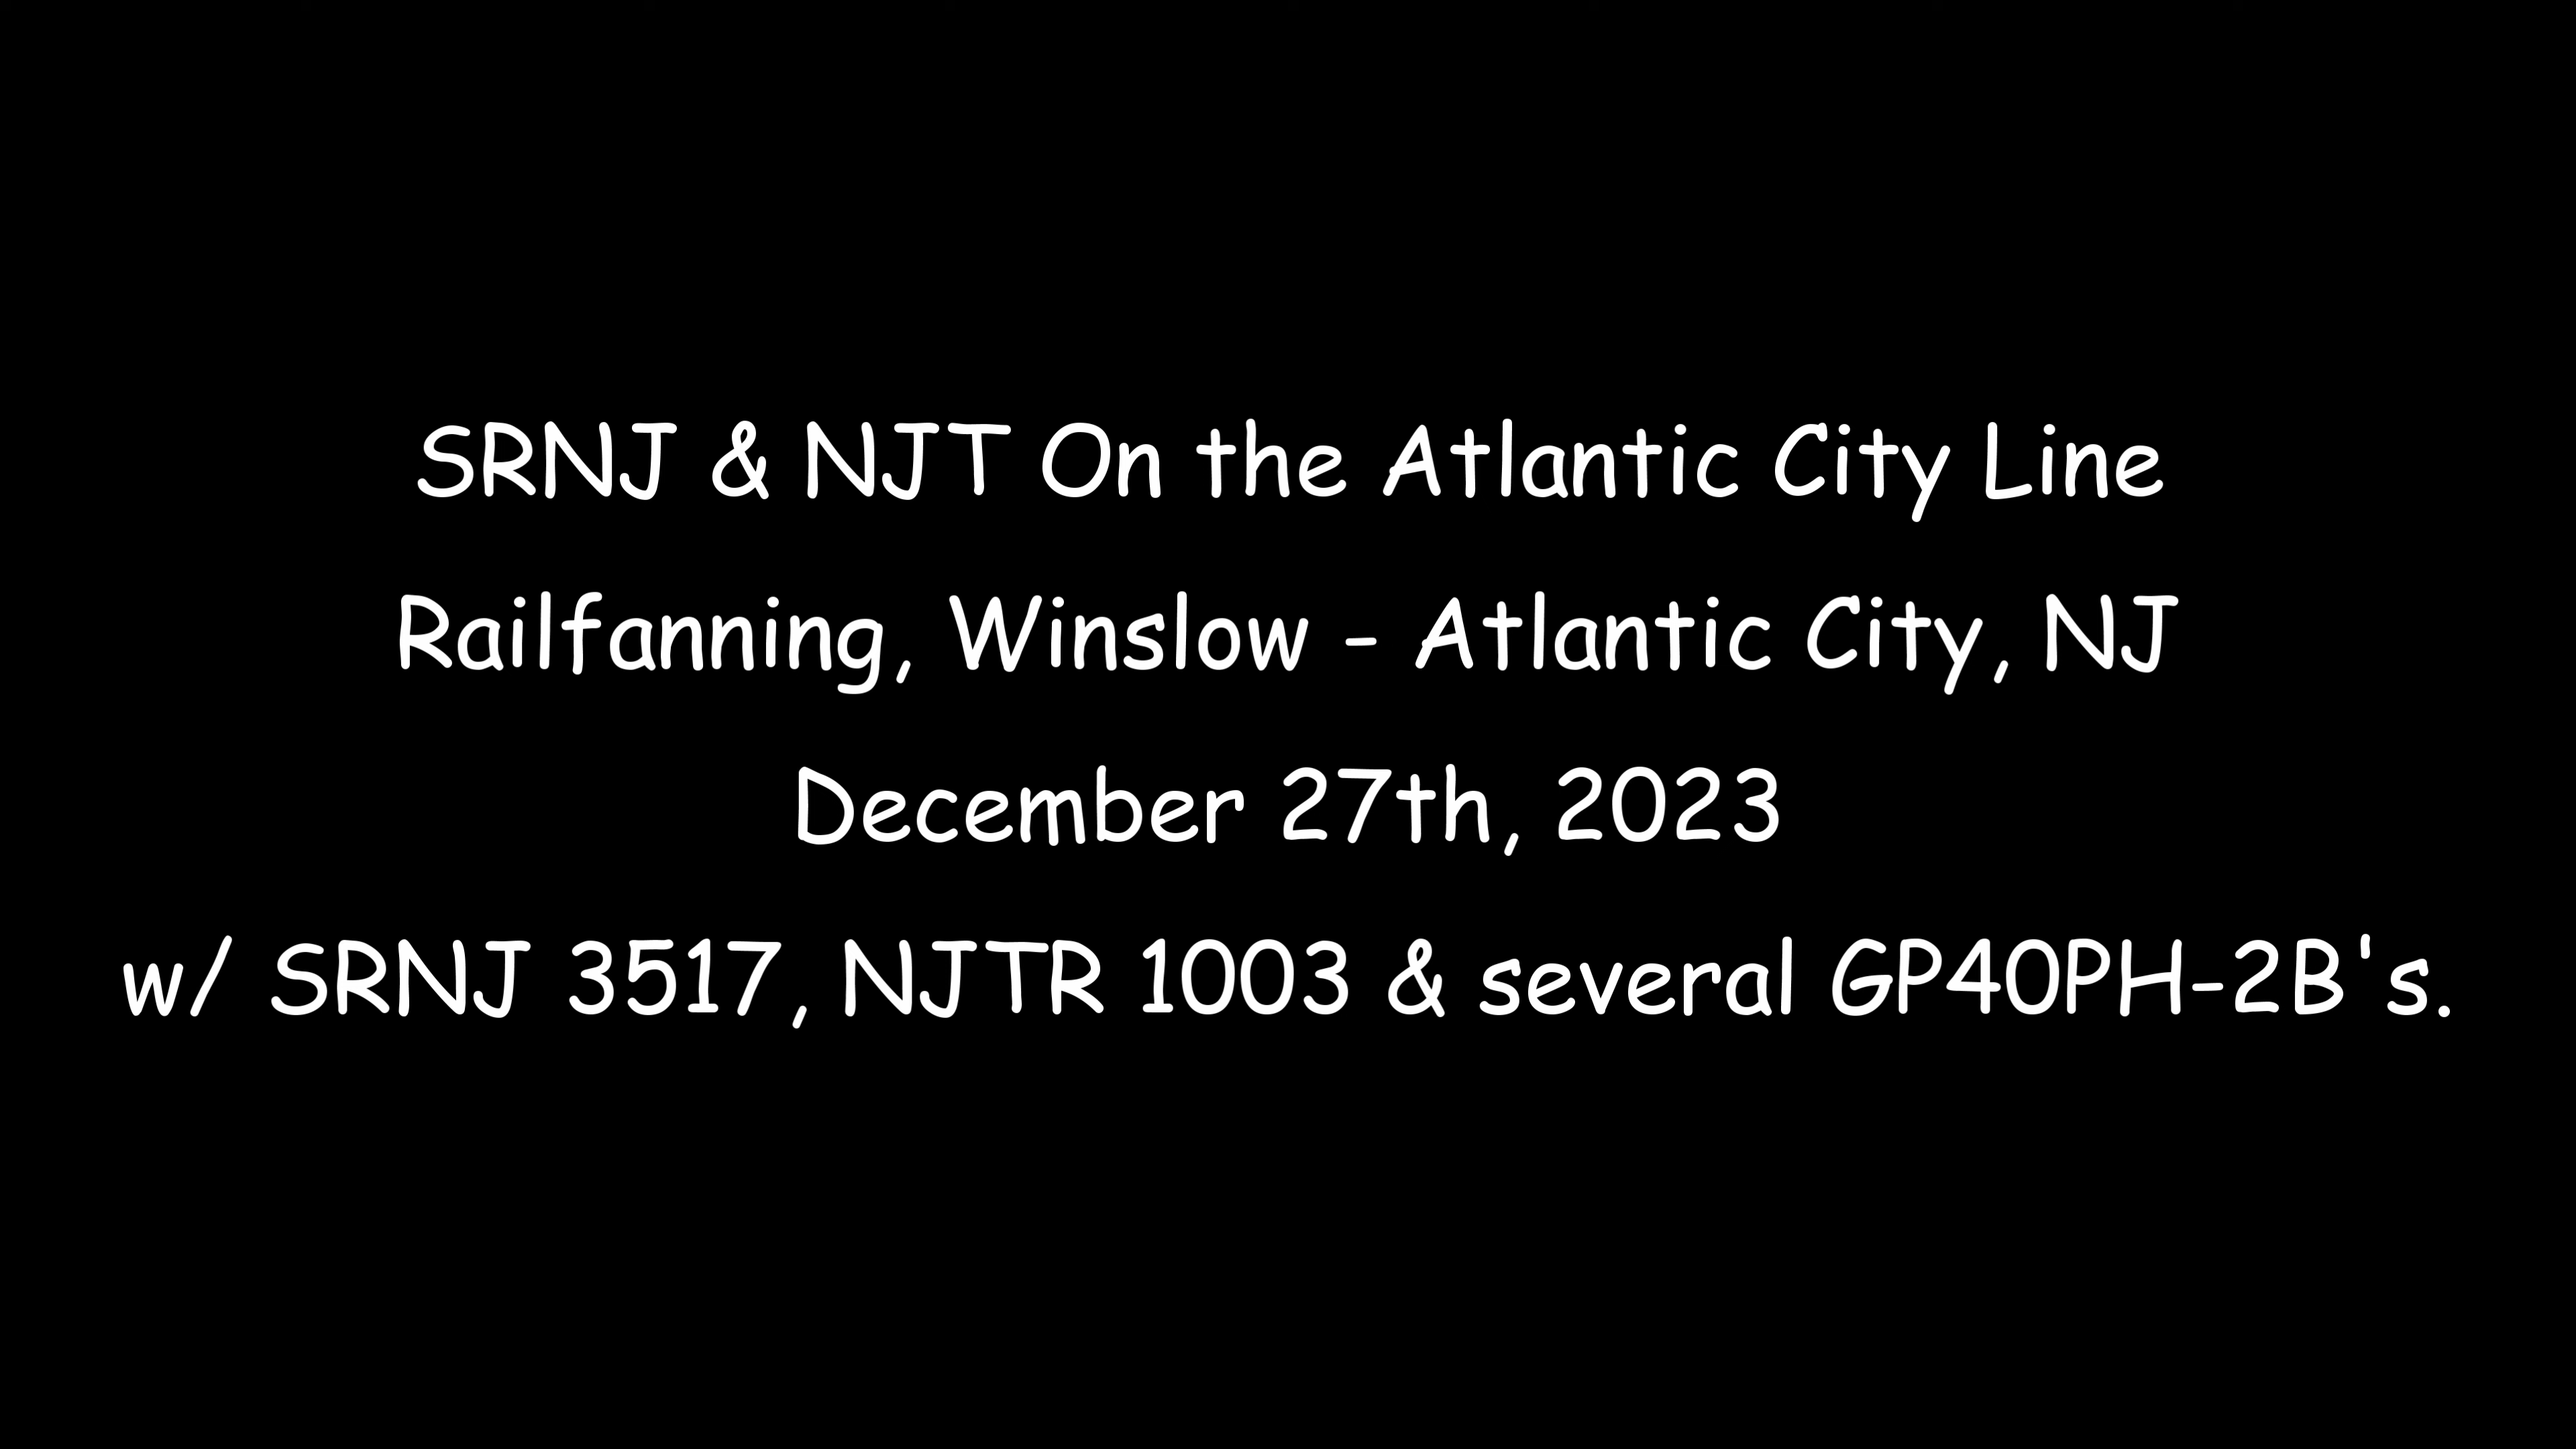 SRNJ & NJT On the Atlantic City Line
Railfanning, Winslow - Atlantic City, NJ
December 27th, 2023
w/ SRNJ 3517, NJTR 1003 & several GP40PH-2B's.